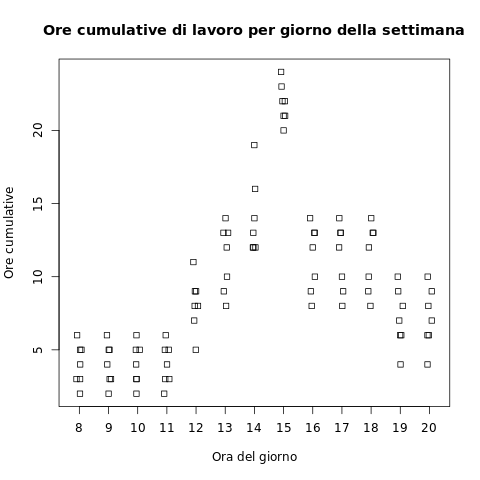 Ore cumulative di lavoro per giorno della settimana
Ore cumulative
20
15
10
5
8 9 10 11 12 13 14 15 16 17 18 19 20
Ora del giorno